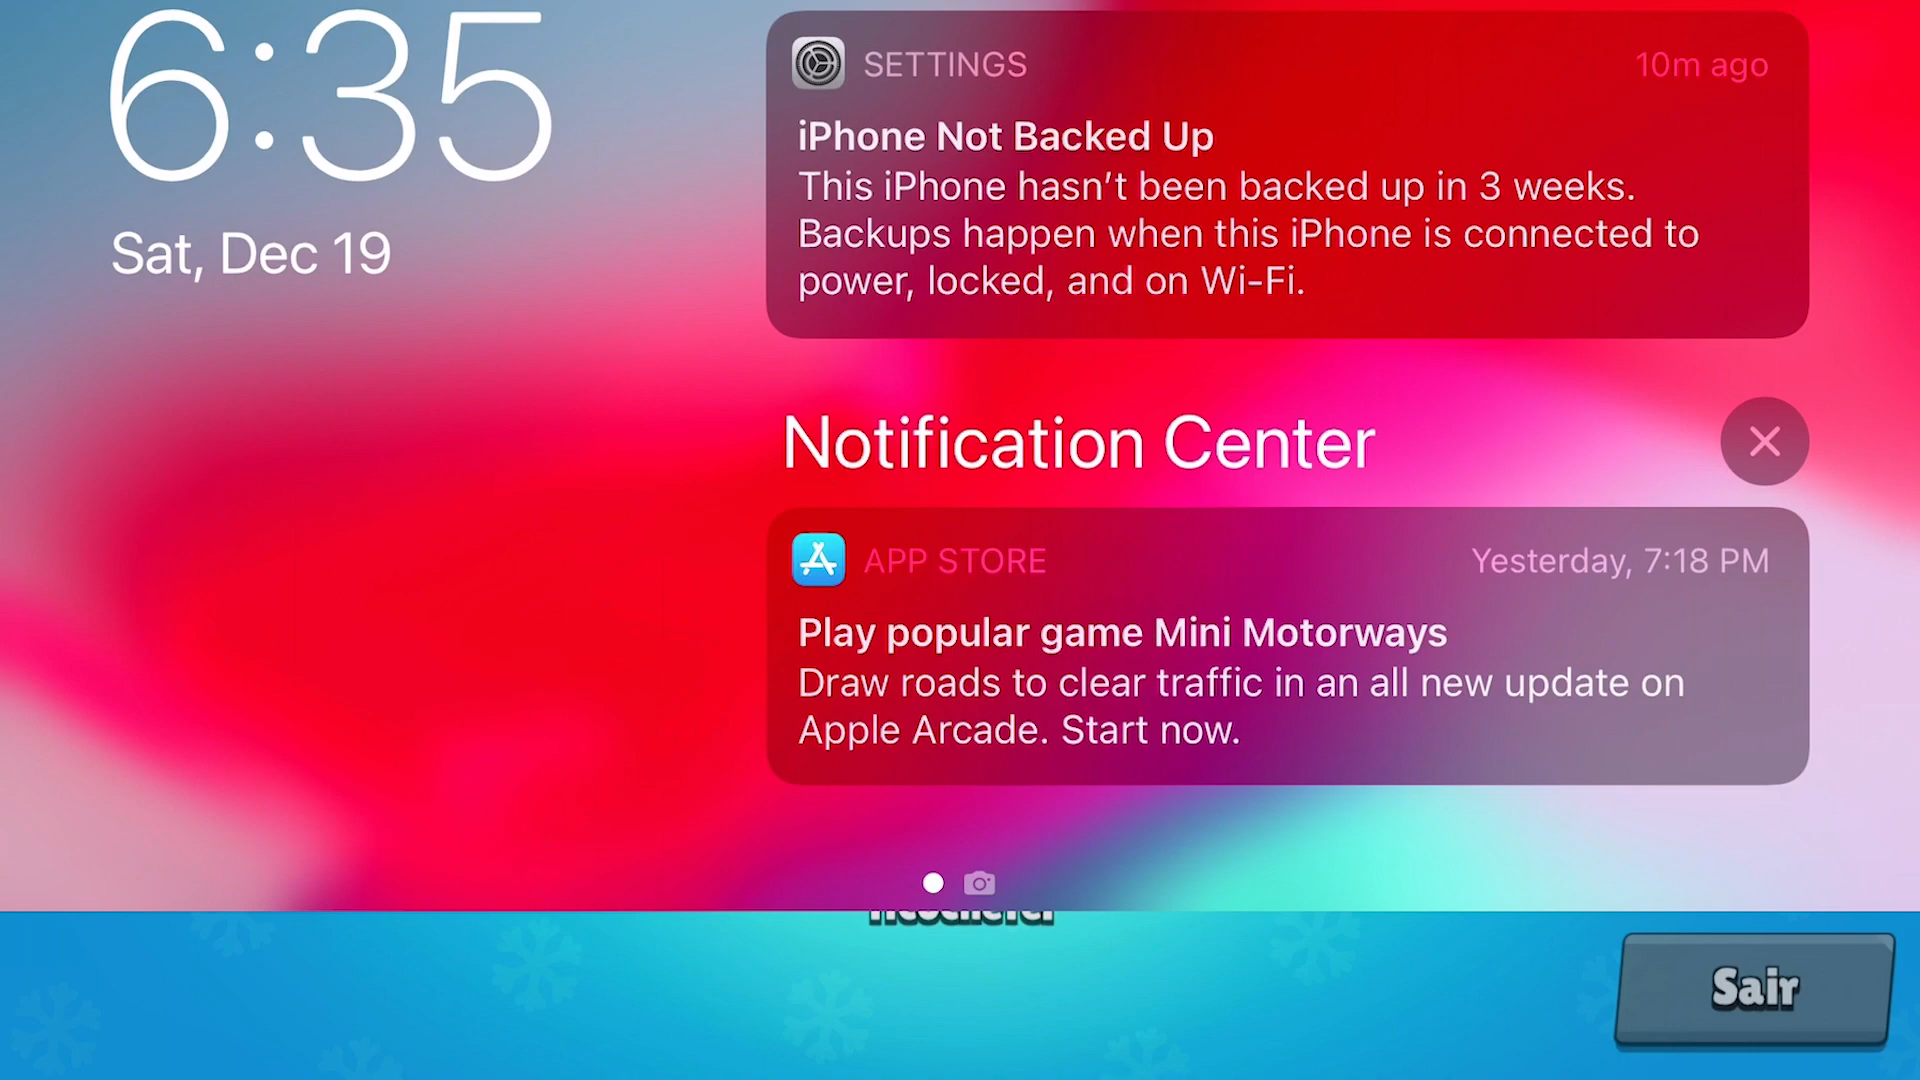 6:35
Sat, Dec 19
SETTINGS
10m ago
iPhone Not Backed Up
This iPhone hasn't been backed up in 3 weeks.
Backups happen when this iPhone is connected to
power, locked, and on Wi-Fi.
Notification Center
APP STORE
Yesterday, 7:18 PM
Play popular game Mini Motorways
Draw roads to clear traffic in an all new update on
Apple Arcade. Start now.
Sair